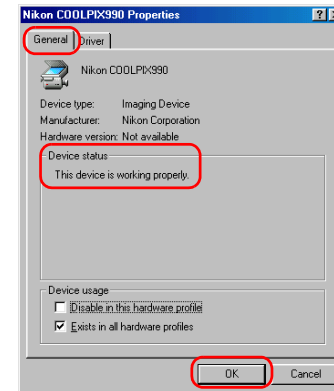 Nikon COOLPIX990 Properties
General Driver
Nikon COOLPIX990
Device type: Imaging Device
Manufacturer: Nikon Corporation
Hardware version: Not available
Device status
This device is working properly.
Device usage
Disable in this hardware profile
Exists in all hardware profiles
OK Cancel